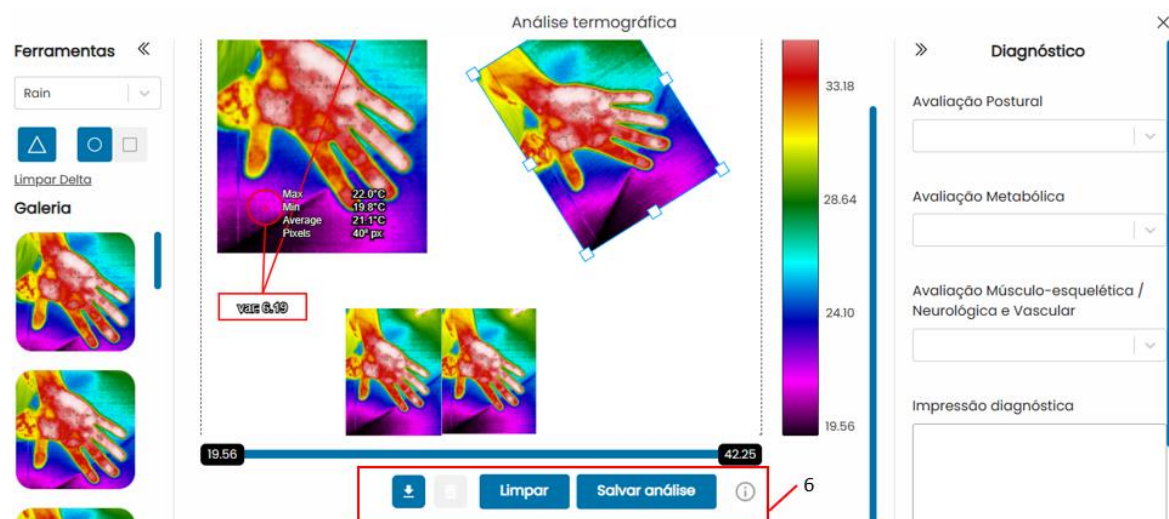 Análise termográfica
Ferramentas
Rain
Limpar Delta
Galeria
Max 22.0°C
Min 19.8°C
Average 21.1°C
Pixels 40² px
var: 6.19
33.18
28.64
24.10
19.56
19.56
42.25
Limpar
Salvar análise
6
Diagnóstico
Avaliação Postural
Avaliação Metabólica
Avaliação Músculo-esquelética /
Neurológica e Vascular
Impressão diagnóstica